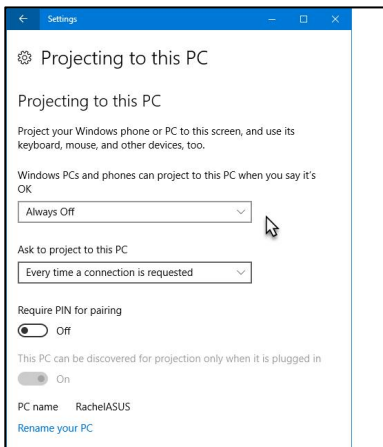 Settings
Projecting to this PC
Projecting to this PC
Project your Windows phone or PC to this screen, and use its
keyboard, mouse, and other devices, too.
Windows PCs and phones can project to this PC when you say it's
OK
Always Off
Ask to project to this PC
Every time a connection is requested
Require PIN for pairing
Off
This PC can be discovered for projection only when it is plugged in
On
PC name RachelASUS
Rename your PC